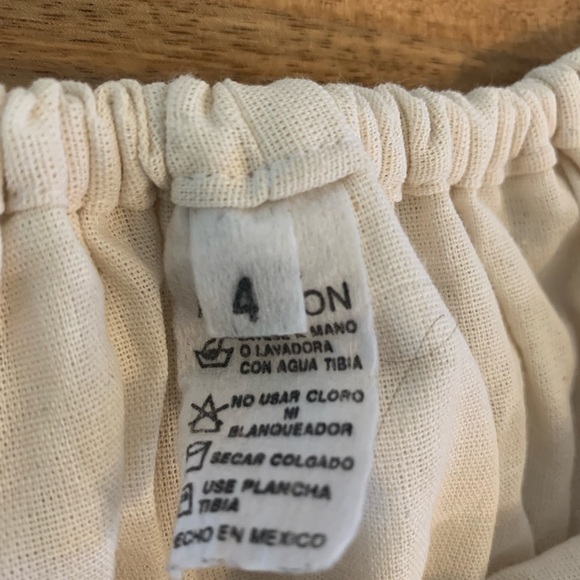 4
ON
A MANO
O LAVADORA
CON AGUA TIBIA
NO USAR CLORO
NI
BLANQUEADOR
SECAR COLGADO
USE PLANCHA
TIBIA
ECHO EN MEXICO